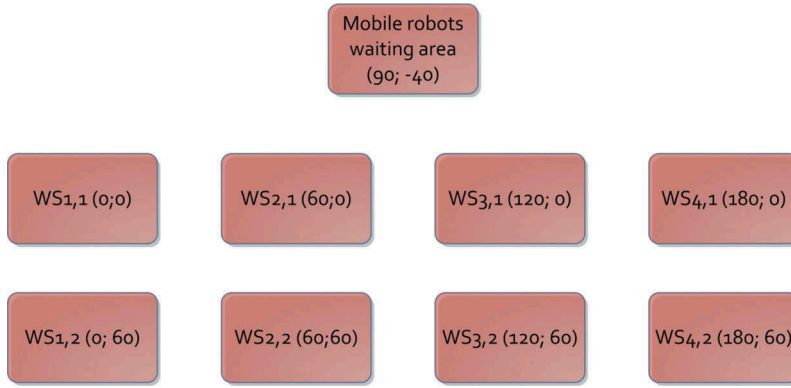 Mobile robots
waiting area
(90; -40)
WS1,1 (0;0)
WS2,1 (60;0)
WS3,1 (120; 0)
WS4,1 (180; 0)
WS1,2 (0; 60)
WS2,2 (60;60)
WS3,2 (120; 60)
WS4,2 (180; 60)